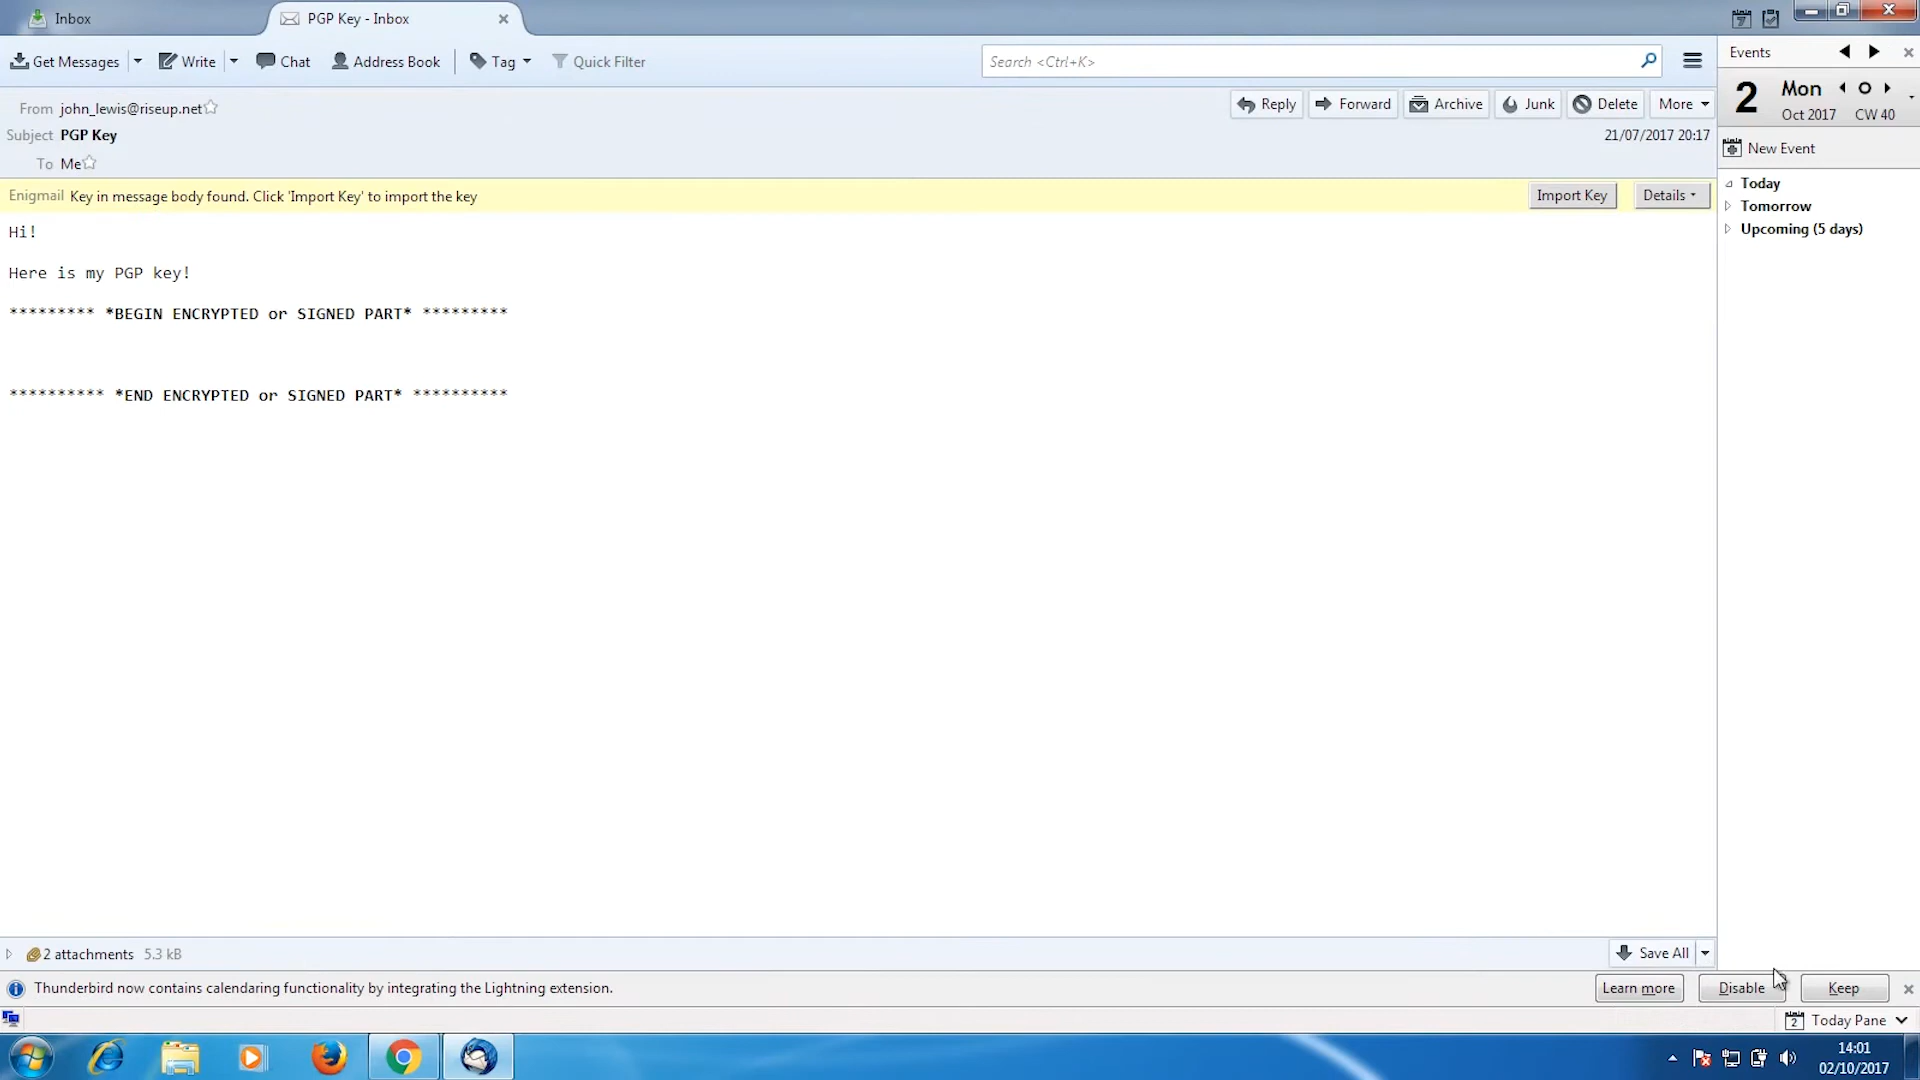 Inbox
PGP Key - Inbox
Get Messages
Write
Chat
Address Book
Tag
Quick Filter
Search <Ctrl+K>
From john_lewis@riseup.net
Reply
Forward
Archive
Junk
Delete
More
Subject PGP Key
21/07/2017 20:17
To Me
Enigmail Key in message body found. Click 'Import Key' to import the key
Import Key
Details
Hi!
Here is my PGP key!
********* *BEGIN ENCRYPTED or SIGNED PART* *********
********** *END ENCRYPTED or SIGNED PART* **********
Events
2
Mon
Oct 2017 CW 40
New Event
Today
Tomorrow
Upcoming (5 days)
2 attachments 5.3 kB
Save All
Thunderbird now contains calendaring functionality by integrating the Lightning extension.
Learn more
Disable
Keep
2 Today Pane
14:01
02/10/2017